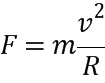 F = m v²/R